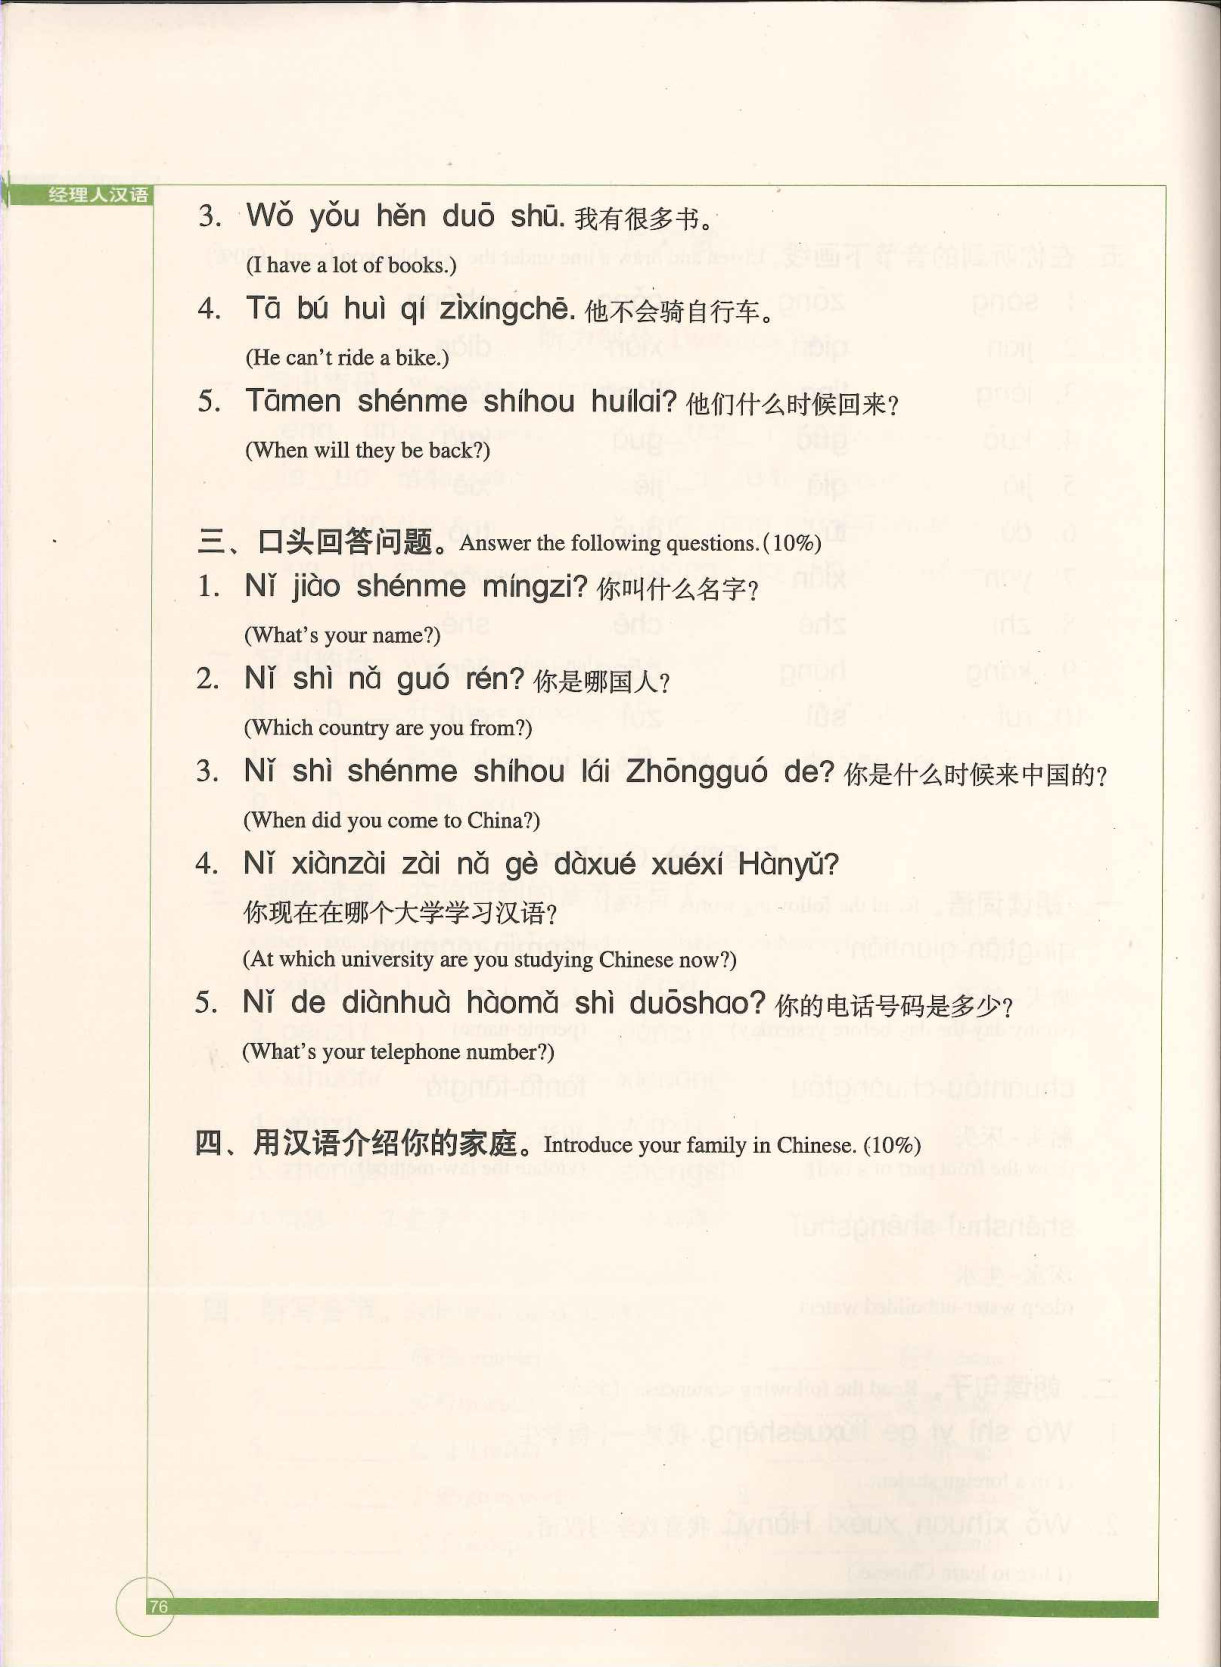 经理人汉语
3. Wǒ yǒu hěn duō shū. 我有很多书。
(I have a lot of books.)
4. Tā bú huì qí zìxíngchē. 他不会骑自行车。
(He can't ride a bike.)
5. Tāmen shénme shíhou huílai? 他们什么时候回来?
(When will they be back?)
三、口头回答问题。Answer the following questions. (10%)
1. Nǐ jiào shénme míngzi? 你叫什么名字?
(What's your name?)
2. Nǐ shì nǎ guó rén? 你是哪国人?
(Which country are you from?)
3. Nǐ shì shénme shíhou lái Zhōngguó de? 你是什么时候来中国的?
(When did you come to China?)
4. Nǐ xiànzài zài nǎ gè dàxué xuéxí Hànyǔ?
你现在在哪个大学学习汉语?
(At which university are you studying Chinese now?)
5. Nǐ de diànhuà hàomǎ shì duōshao? 你的电话号码是多少?
(What's your telephone number?)
四、用汉语介绍你的家庭。Introduce your family in Chinese. (10%)
76